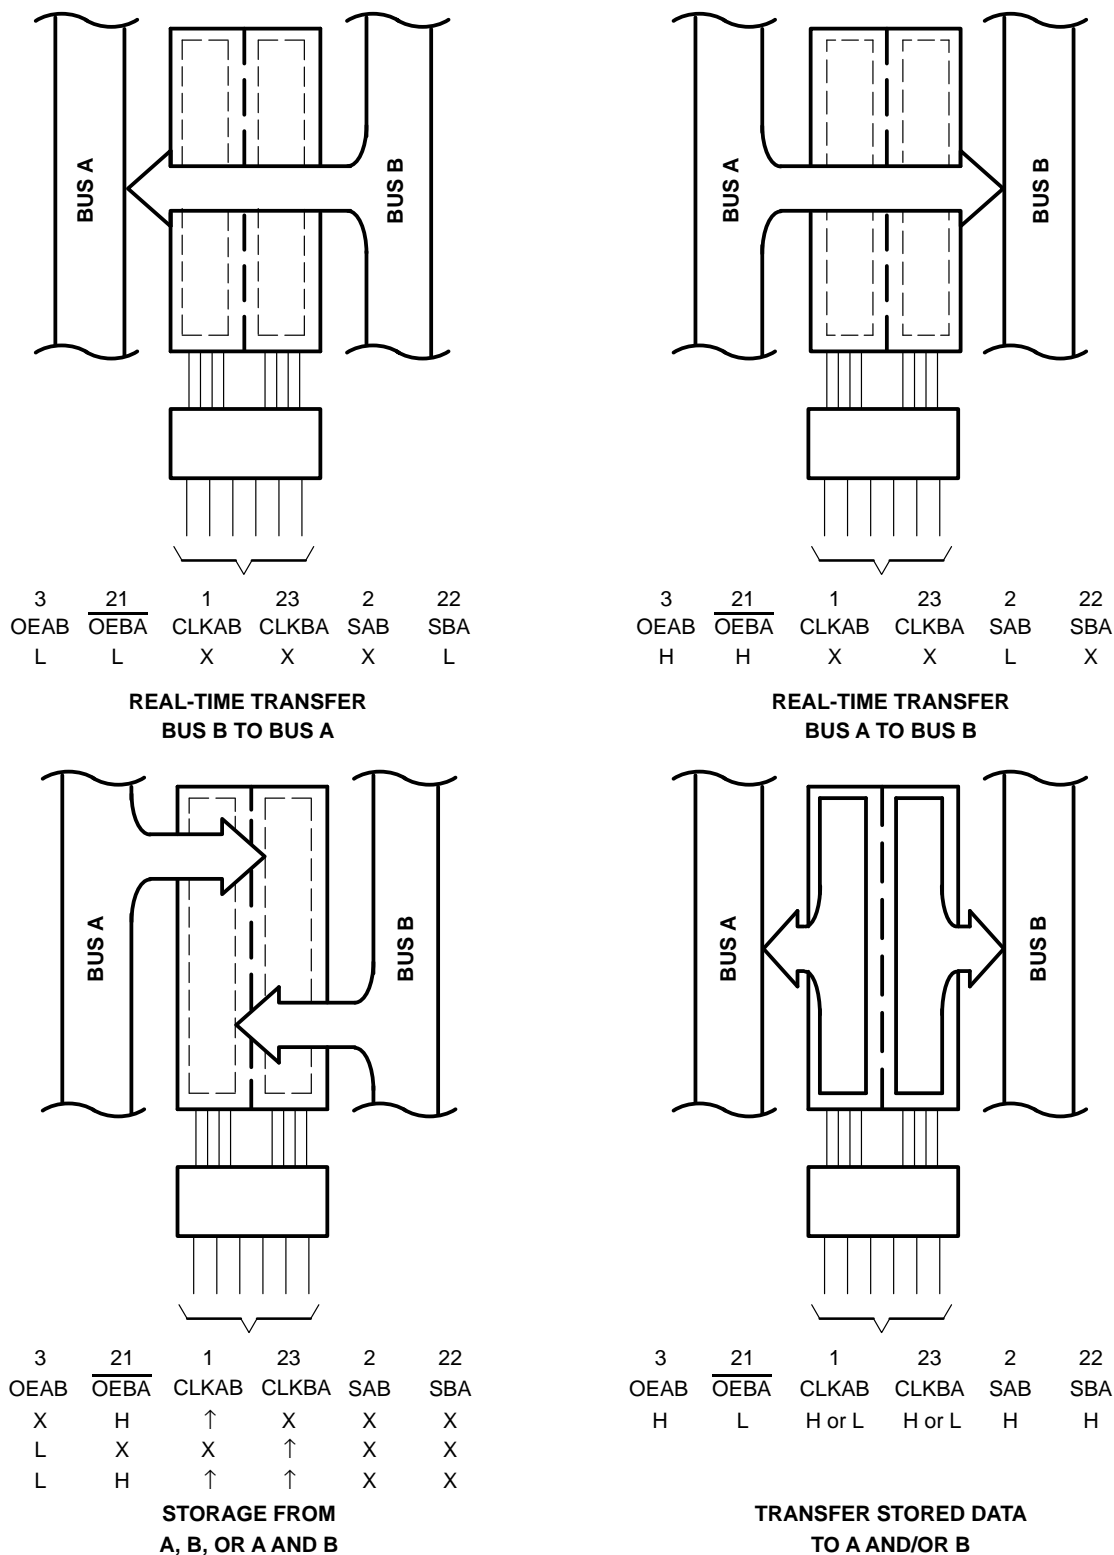 BUS A
BUS B
3 21 1 23 2 22
OEAB OEBA CLKAB CLKBA SAB SBA
L L X X X L
REAL-TIME TRANSFER
BUS B TO BUS A
BUS A
BUS B
3 21 1 23 2 22
OEAB OEBA CLKAB CLKBA SAB SBA
H H X X L X
REAL-TIME TRANSFER
BUS A TO BUS B
BUS A
BUS B
3 21 1 23 2 22
OEAB OEBA CLKAB CLKBA SAB SBA
X H ↑ X X X
L X X ↑ X X
L H ↑ ↑ X X
STORAGE FROM
A, B, OR A AND B
BUS A
BUS B
3 21 1 23 2 22
OEAB OEBA CLKAB CLKBA SAB SBA
H L H or L H or L H H
TRANSFER STORED DATA
TO A AND/OR B